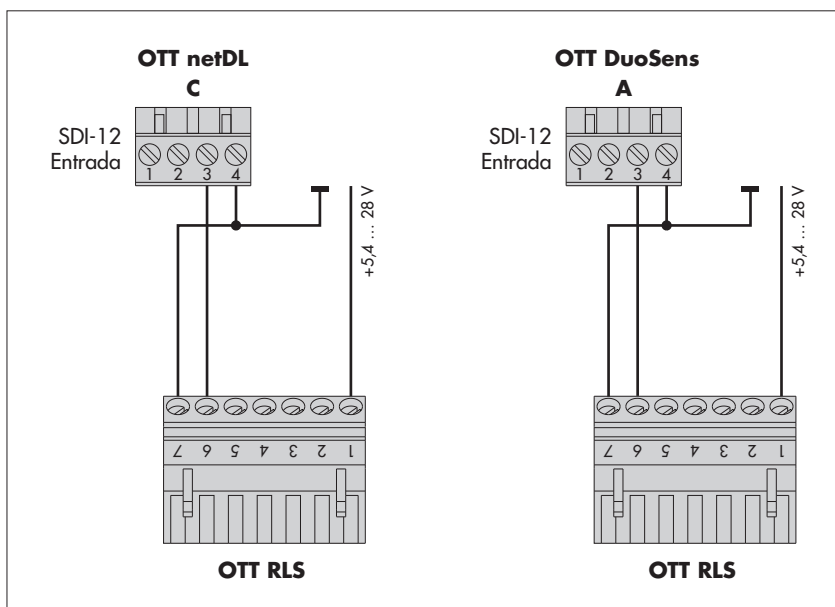 OTT netDL
C
SDI-12
Entrada
1 2 3 4
+5,4 ... 28 V
7 6 5 4 3 2 1
OTT RLS
OTT DuoSens
A
SDI-12
Entrada
1 2 3 4
+5,4 ... 28 V
7 6 5 4 3 2 1
OTT RLS